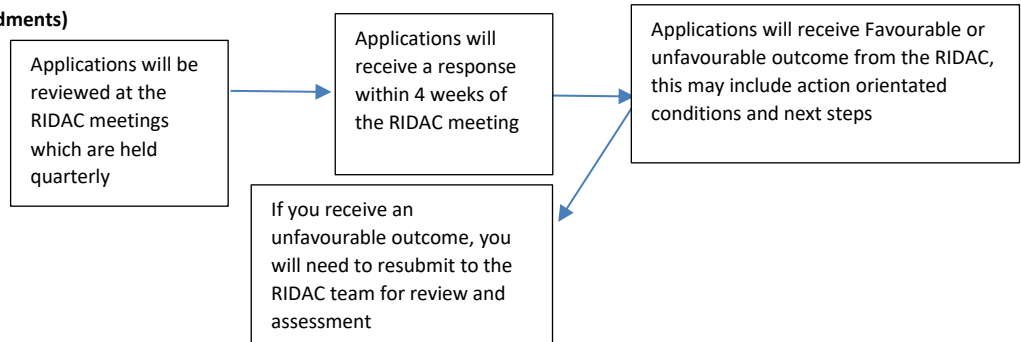 dments)
Applications will be
reviewed at the
RIDAC meetings
which are held
quarterly
Applications will
receive a response
within 4 weeks of
the RIDAC meeting
Applications will receive Favourable or
unfavourable outcome from the RIDAC,
this may include action orientated
conditions and next steps
If you receive an
unfavourable outcome, you
will need to resubmit to the
RIDAC team for review and
assessment